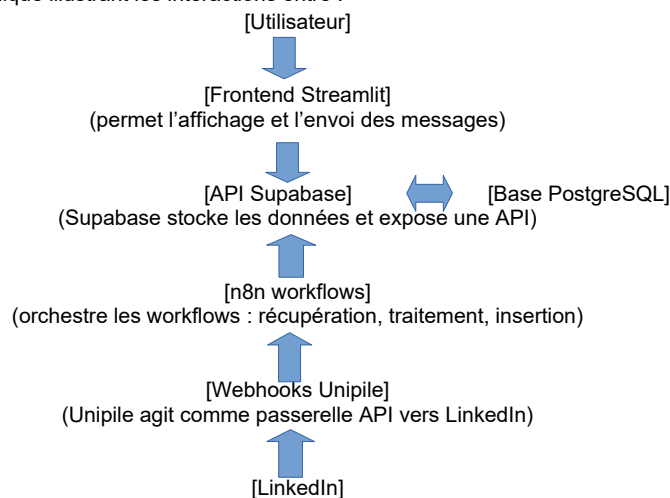 [Utilisateur]
[Frontend Streamlit]
(permet l’affichage et l’envoi des messages)
[API Supabase] [Base PostgreSQL]
(Supabase stocke les données et expose une API)
[n8n workflows]
(orchestre les workflows : récupération, traitement, insertion)
[Webhooks Unipile]
(Unipile agit comme passerelle API vers LinkedIn)
[LinkedIn]